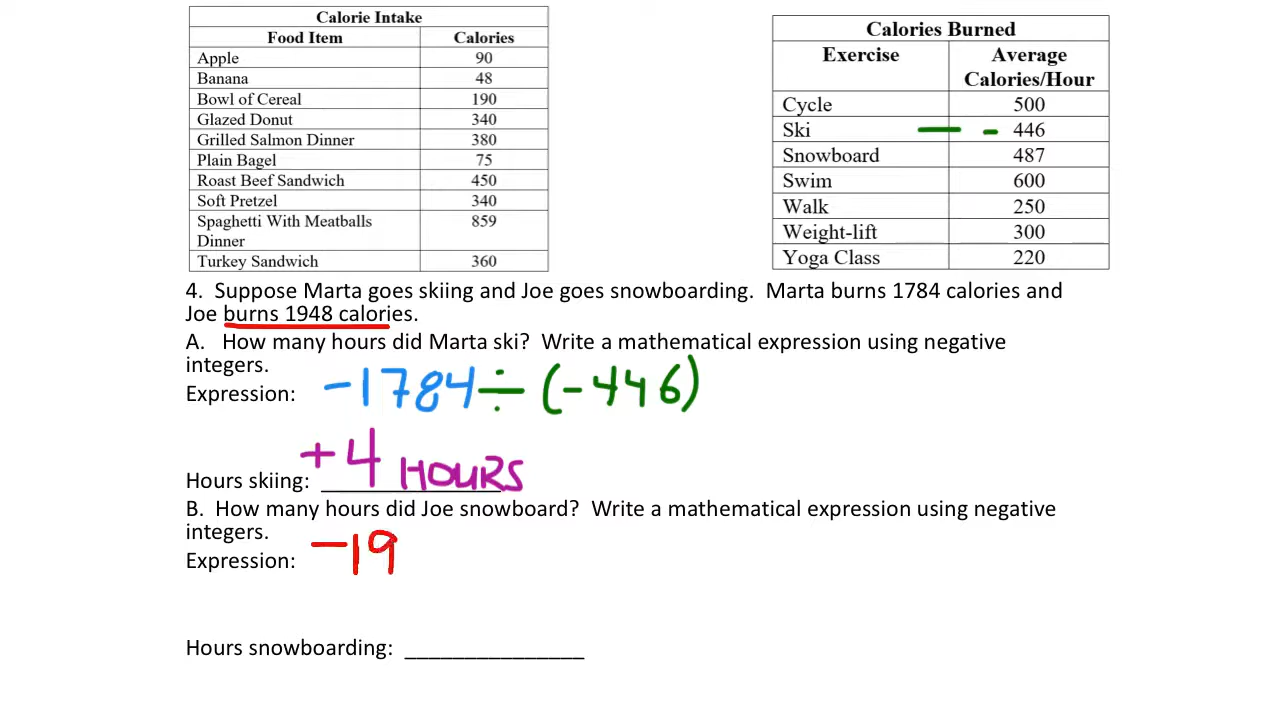 Calorie Intake
Food Item Calories
Apple 90
Banana 48
Bowl of Cereal 190
Glazed Donut 340
Grilled Salmon Dinner 380
Plain Bagel 75
Roast Beef Sandwich 450
Soft Pretzel 340
Spaghetti With Meatballs 859
Dinner
Turkey Sandwich 360
Calories Burned
Exercise Average
Calories/Hour
Cycle 500
Ski — - 446
Snowboard 487
Swim 600
Walk 250
Weight-lift 300
Yoga Class 220
4. Suppose Marta goes skiing and Joe goes snowboarding. Marta burns 1784 calories and
Joe burns 1948 calories.
A. How many hours did Marta ski? Write a mathematical expression using negative
integers.
Expression: -1784 ÷ (-446)
Hours skiing: +4 HOURS
B. How many hours did Joe snowboard? Write a mathematical expression using negative
integers.
Expression: -19
Hours snowboarding: _______________